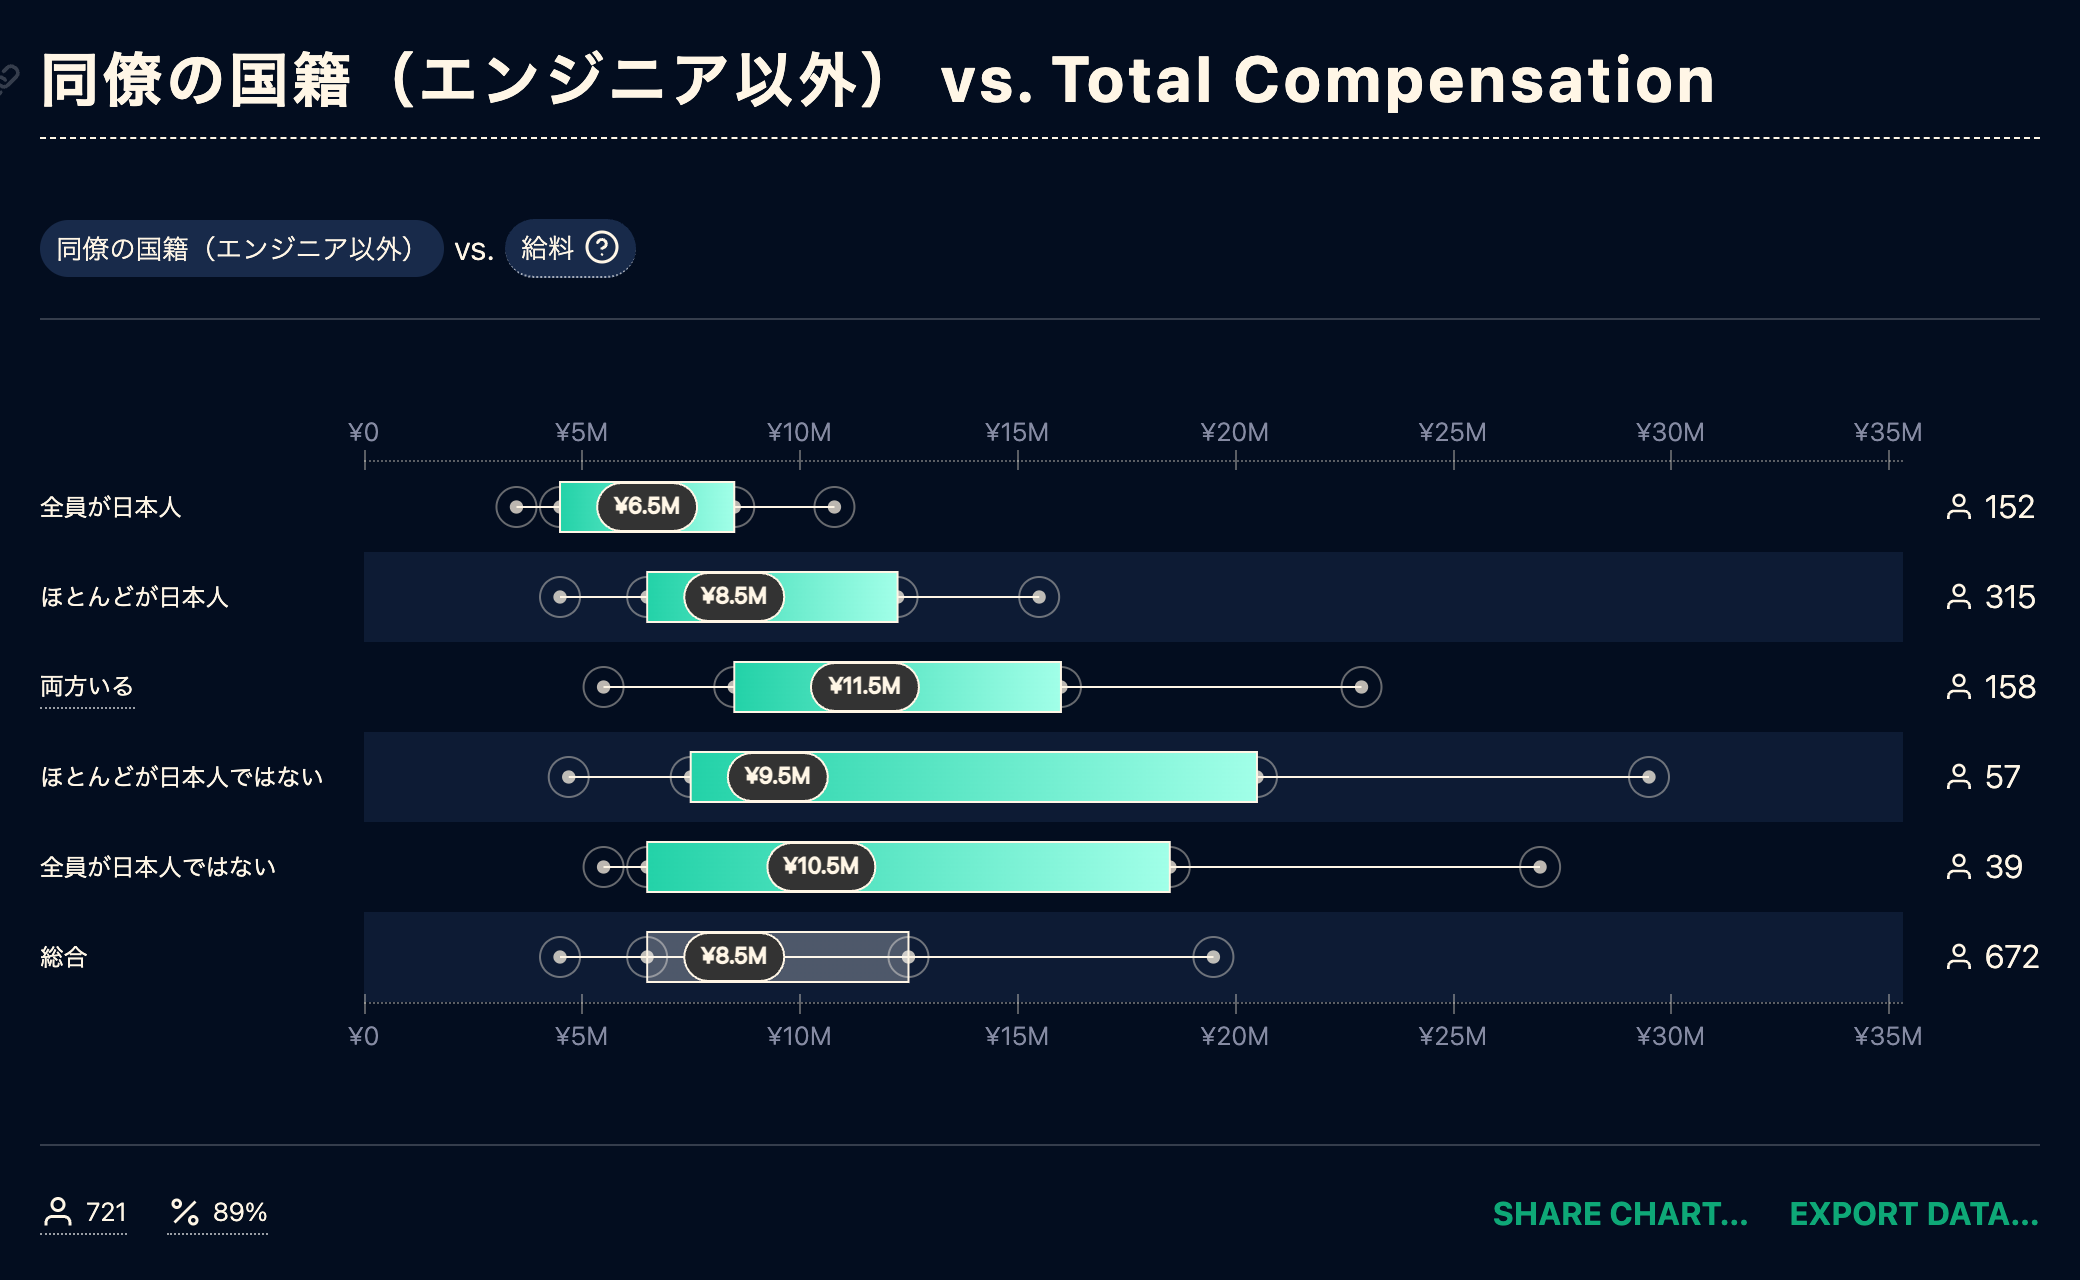 同僚の国籍（エンジニア以外） vs. Total Compensation
同僚の国籍（エンジニア以外） vs. 給料 ?
¥0 ¥5M ¥10M ¥15M ¥20M ¥25M ¥30M ¥35M
全員が日本人 ¥6.5M 152
ほとんどが日本人 ¥8.5M 315
両方いる ¥11.5M 158
ほとんどが日本人ではない ¥9.5M 57
全員が日本人ではない ¥10.5M 39
総合 ¥8.5M 672
¥0 ¥5M ¥10M ¥15M ¥20M ¥25M ¥30M ¥35M
721 % 89% SHARE CHART... EXPORT DATA...